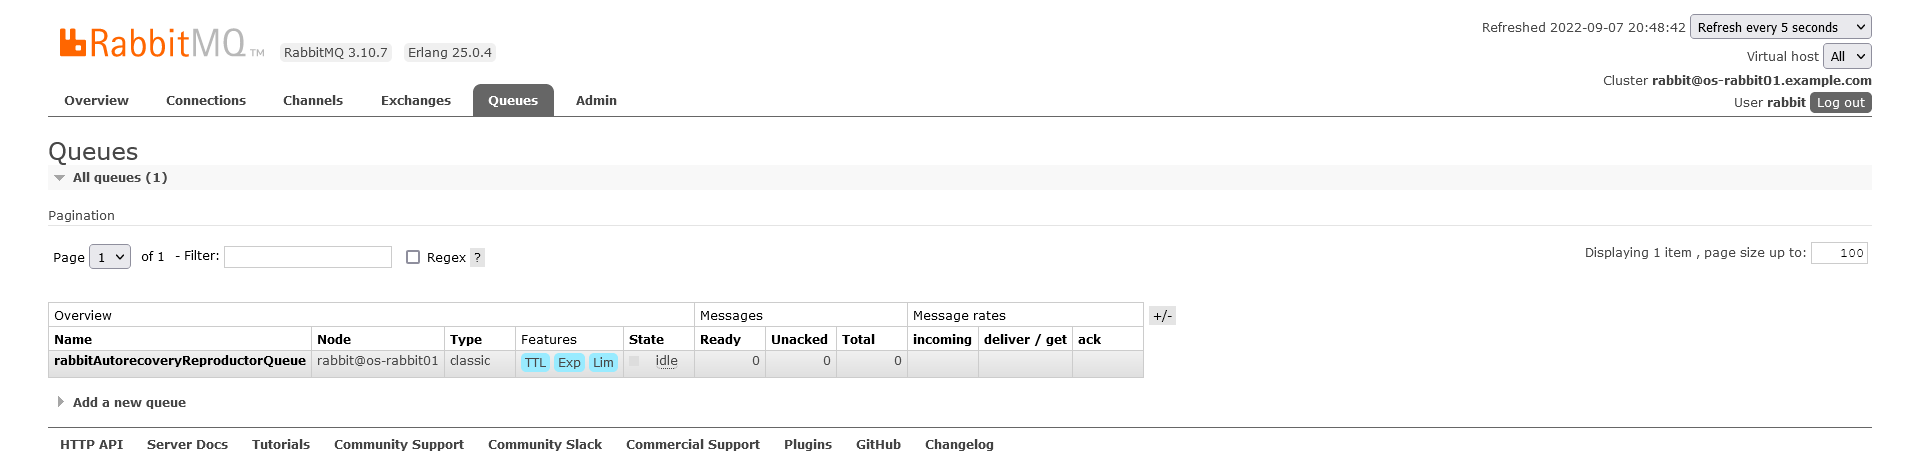 RabbitMQ TM RabbitMQ 3.10.7 Erlang 25.0.4
Refreshed 2022-09-07 20:48:42 Refresh every 5 seconds
Virtual host All
Cluster rabbit@os-rabbit01.example.com
User rabbit Log out
Overview Connections Channels Exchanges Queues Admin
Queues
All queues (1)
Pagination
Page 1 of 1 - Filter: Regex ?
Displaying 1 item , page size up to: 100
Overview Messages Message rates +/-
Name Node Type Features State Ready Unacked Total incoming deliver / get ack
rabbitAutorecoveryReproductorQueue rabbit@os-rabbit01 classic TTL Exp Lim idle 0 0 0
Add a new queue
HTTP API Server Docs Tutorials Community Support Community Slack Commercial Support Plugins GitHub Changelog